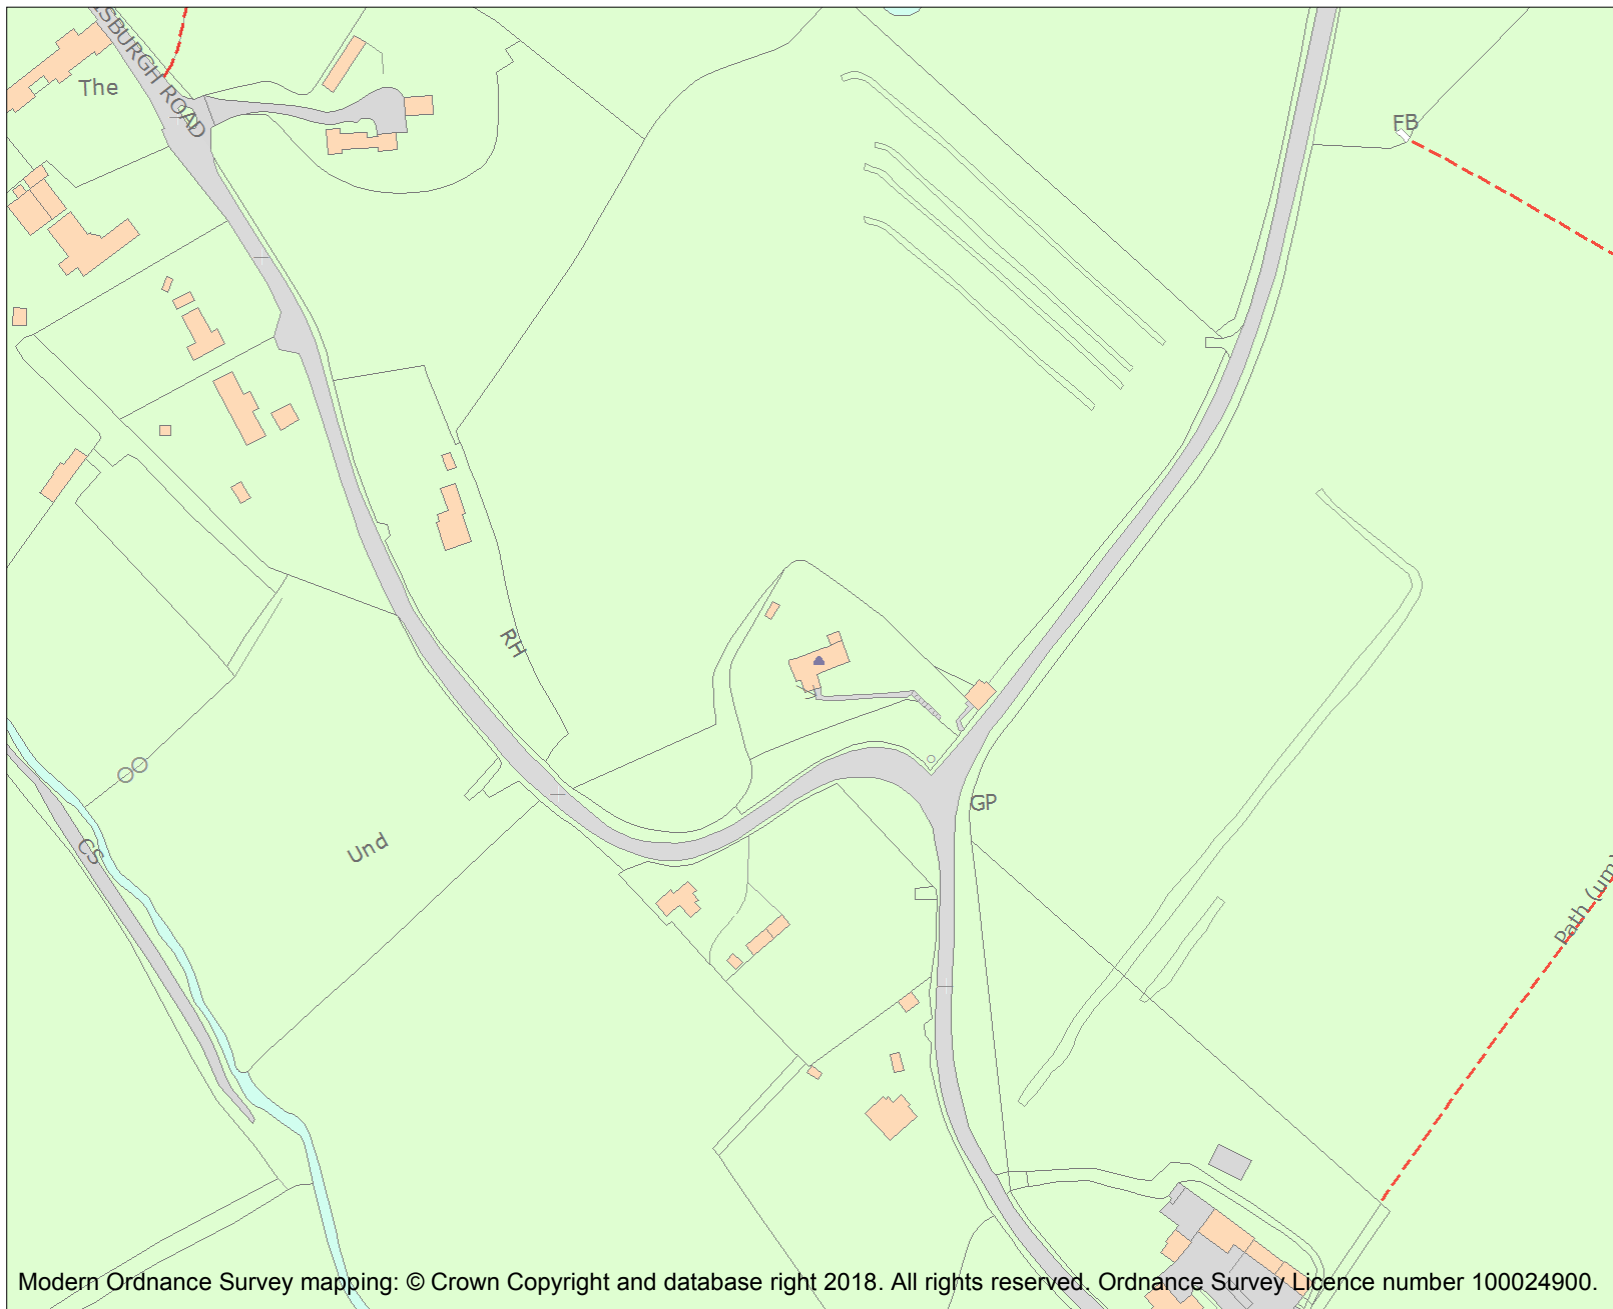 SBURGH ROAD
The
FB
RH
GP
CS
Und
Path (um)
Modern Ordnance Survey mapping: © Crown Copyright and database right 2018. All rights reserved. Ordnance Survey Licence number 100024900.